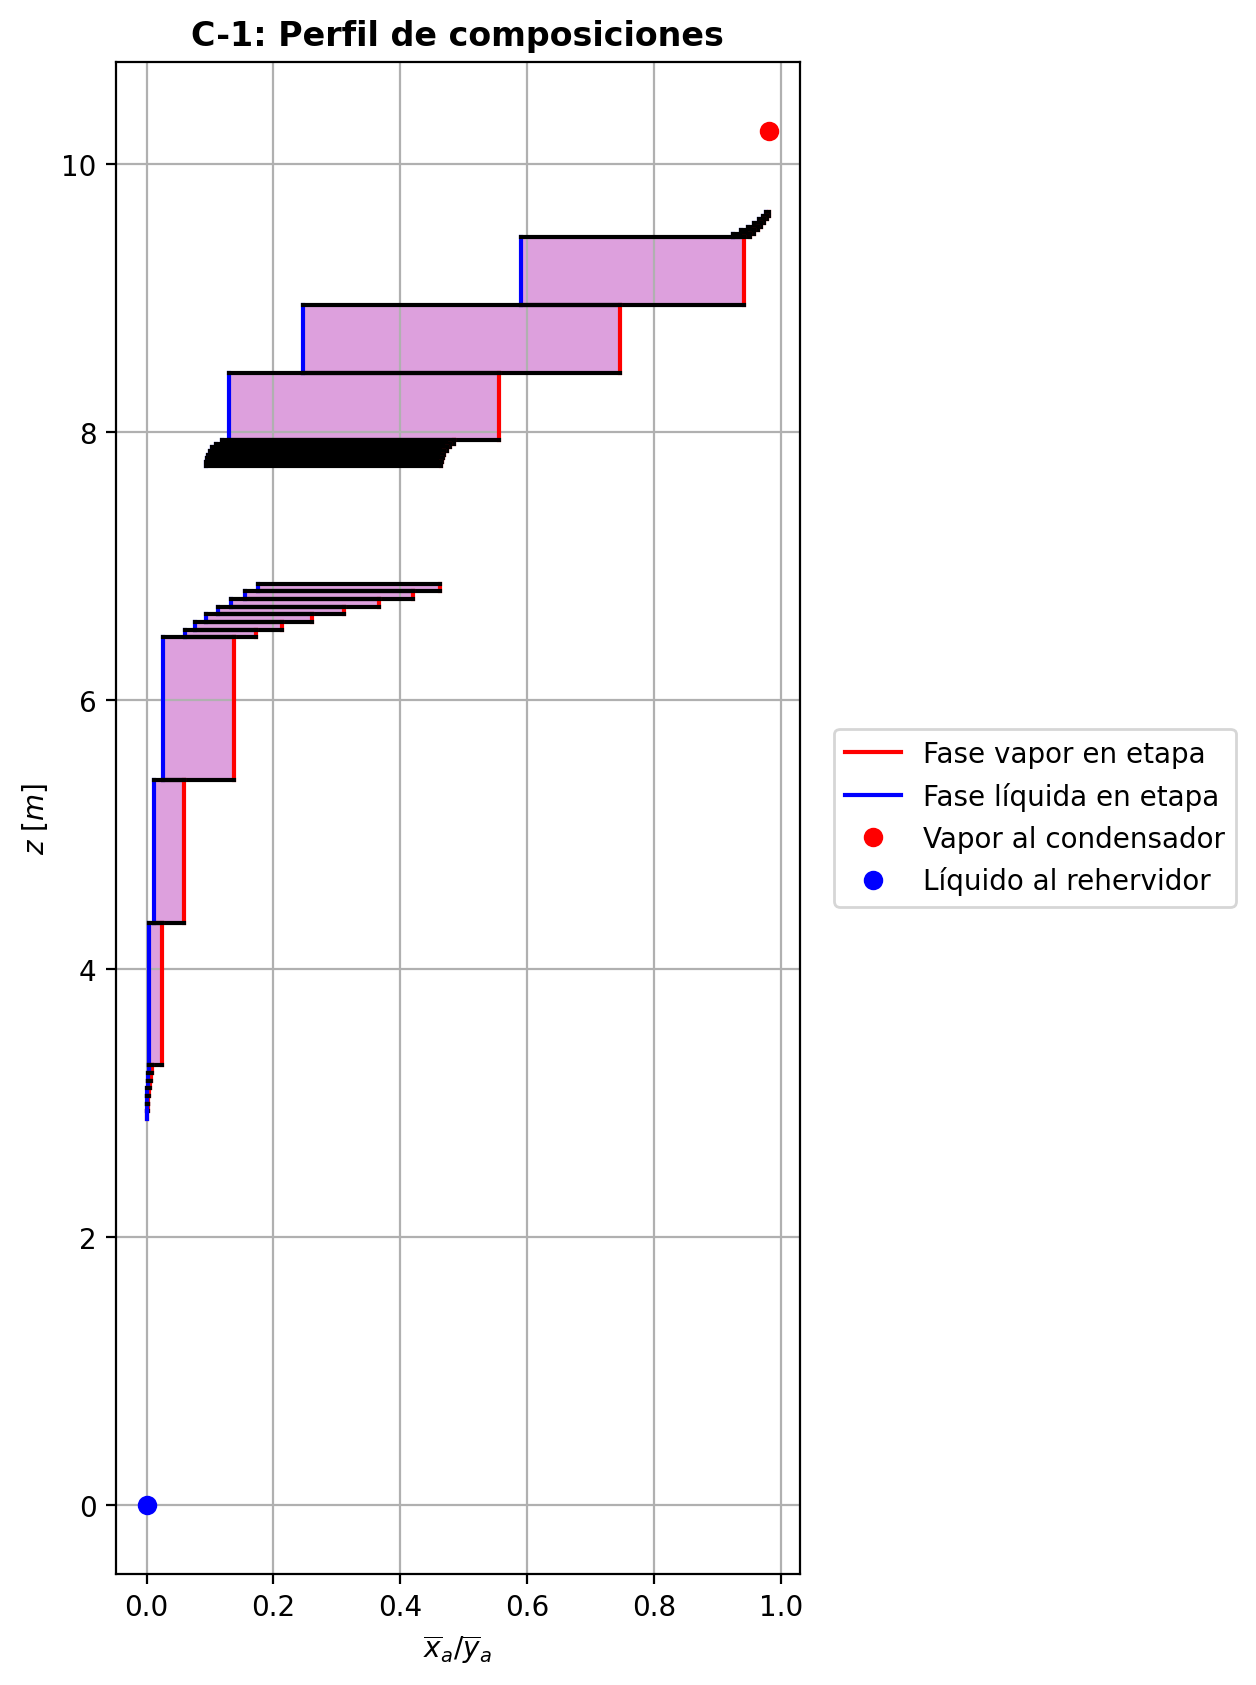 C-1: Perfil de composiciones
10
8
6
4
2
0
z [m]
0.0 0.2 0.4 0.6 0.8 1.0
x̅ₐ/y̅ₐ
Fase vapor en etapa
Fase líquida en etapa
Vapor al condensador
Líquido al rehervidor